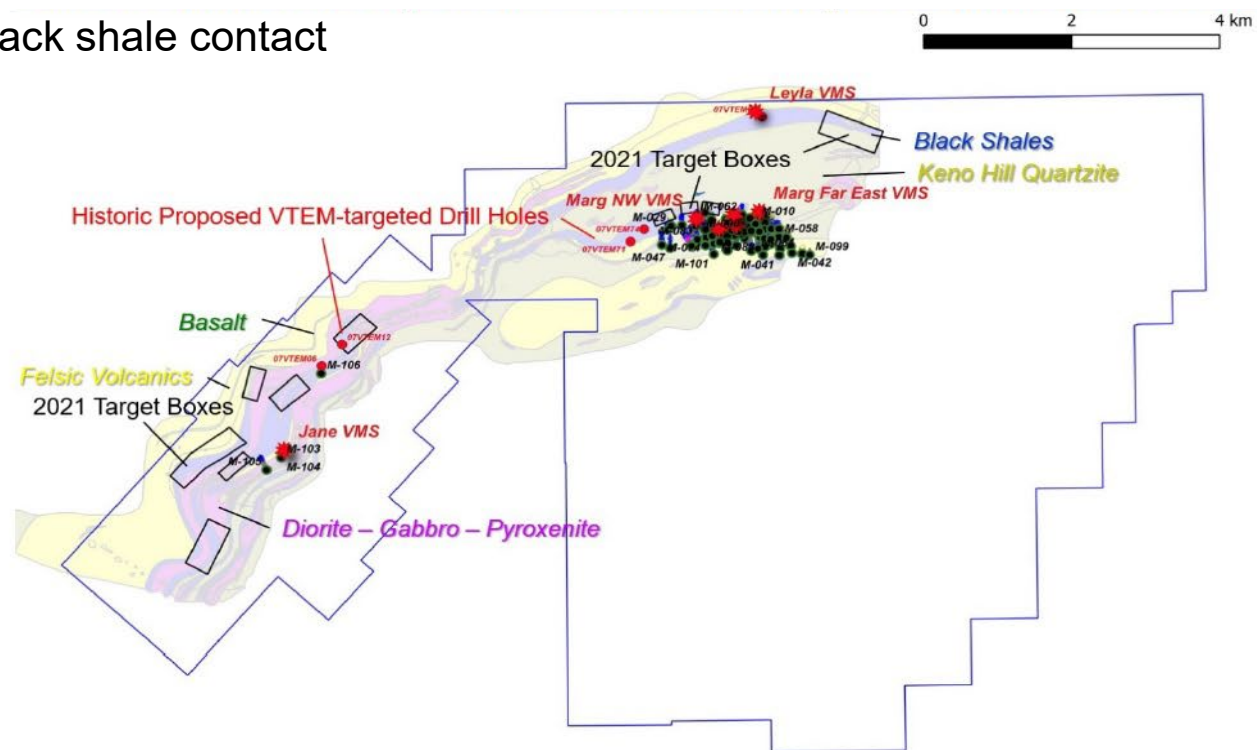 ack shale contact
0 2 4 km
Leyla VMS
Black Shales
2021 Target Boxes
Keno Hill Quartzite
Marg NW VMS
Marg Far East VMS
Historic Proposed VTEM-targeted Drill Holes
M-029
M-062
M-010
07VTEM74
M-058
07VTEM71
M-099
M-047
M-101
M-041
M-042
Basalt
07VTEM12
07VTEM06
M-106
Felsic Volcanics
2021 Target Boxes
Jane VMS
M-103
M-105
M-104
Diorite – Gabbro – Pyroxenite